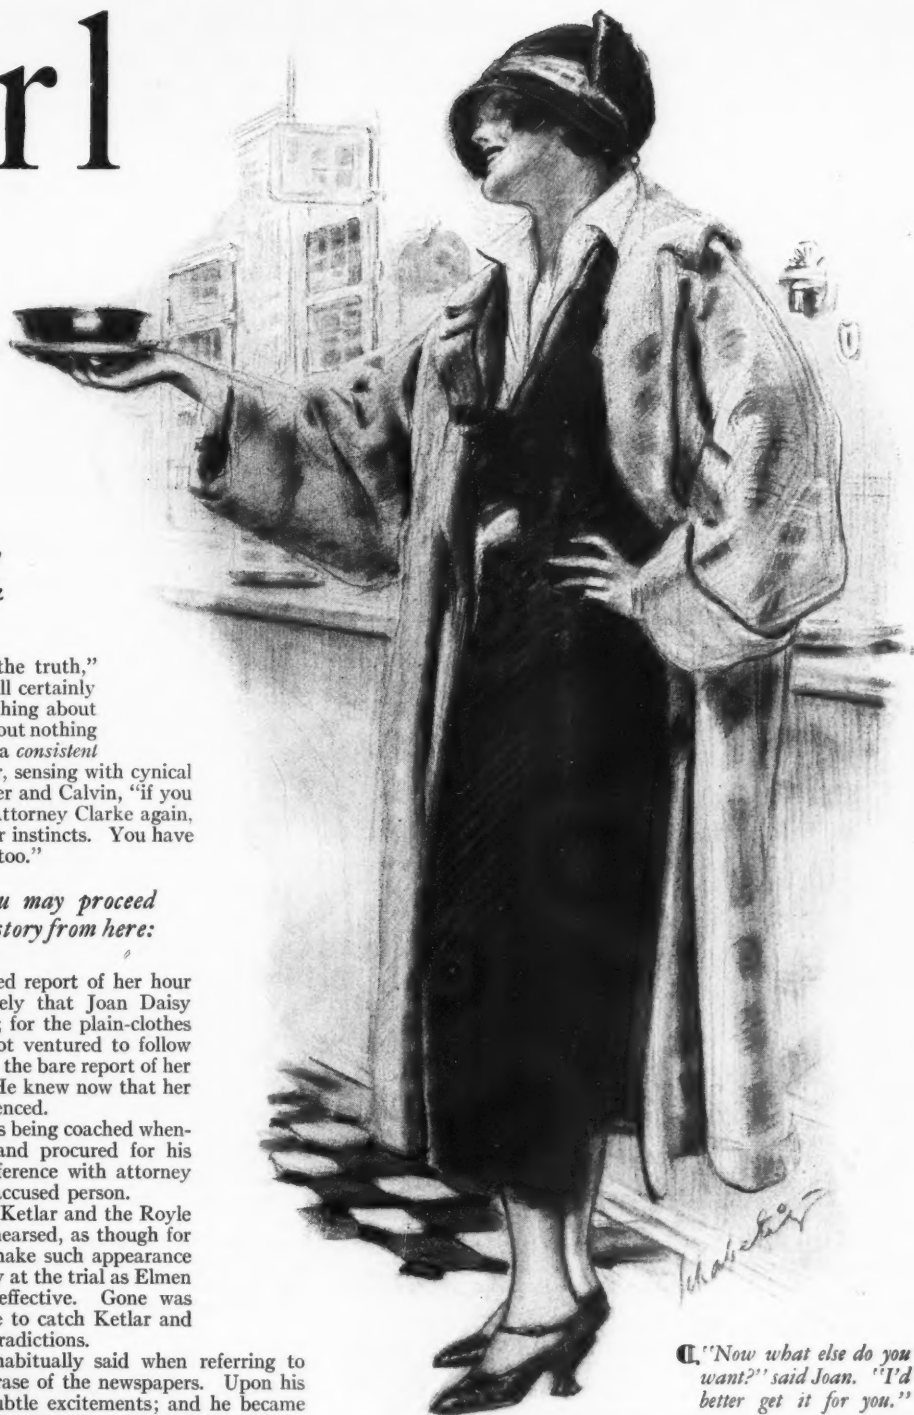 rl
the truth,"
ll certainly
thing about
out nothing
a consistent
r, sensing with cynical
er and Calvin, "if you
Attorney Clarke again,
r instincts. You have
too."
u may proceed
story from here:
ed report of her hour
ely that Joan Daisy
; for the plain-clothes
ot ventured to follow
the bare report of her
He knew now that her
enced.
s being coached when-
and procured for his
ference with attorney
accused person.
Ketlar and the Royle
hearsed, as though for
make such appearance
y at the trial as Elmen
effective. Gone was
e to catch Ketlar and
tradictions.
habitually said when referring to
rase of the newspapers. Upon his
ubtle excitements; and he became
"Now what else do you
want?" said Joan. "I'd
better get it for you."